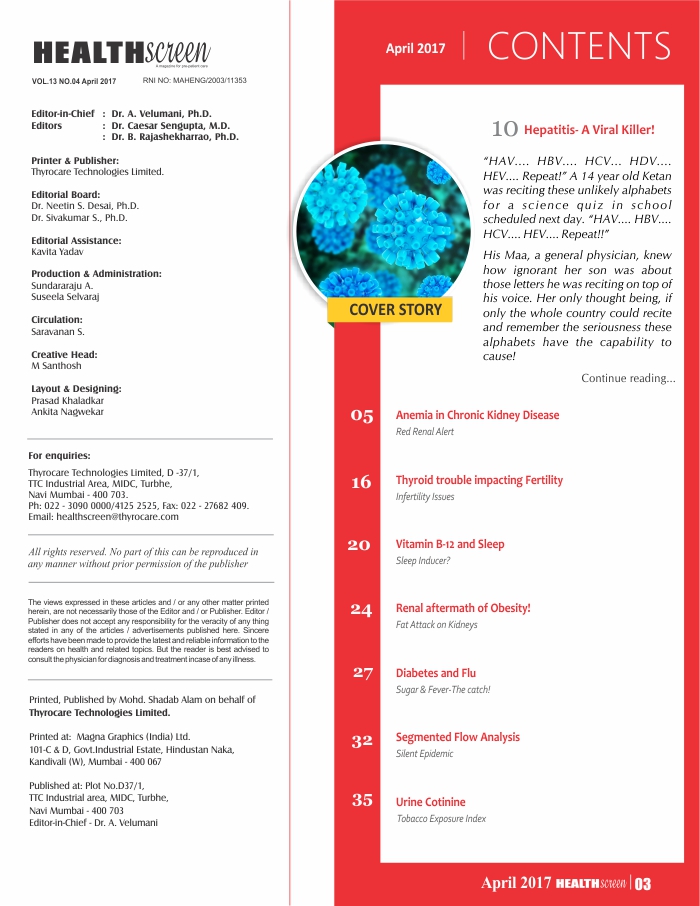 HEALTHscreen
A magazine for pre-patient care
VOL.13 NO.04 April 2017 RNI NO: MAHENG/2003/11353
Editor-in-Chief : Dr. A. Velumani, Ph.D.
Editors : Dr. Caesar Sengupta, M.D.
: Dr. B. Rajashekharrao, Ph.D.
Printer & Publisher:
Thyrocare Technologies Limited.
Editorial Board:
Dr. Neetin S. Desai, Ph.D.
Dr. Sivakumar S., Ph.D.
Editorial Assistance:
Kavita Yadav
Production & Administration:
Sundararaju A.
Suseela Selvaraj
Circulation:
Saravanan S.
Creative Head:
M Santhosh
Layout & Designing:
Prasad Khaladkar
Ankita Nagwekar
For enquiries:
Thyrocare Technologies Limited, D -37/1,
TTC Industrial Area, MIDC, Turbhe,
Navi Mumbai - 400 703.
Ph: 022 - 3090 0000/4125 2525, Fax: 022 - 27682 409.
Email: healthscreen@thyrocare.com
All rights reserved. No part of this can be reproduced in
any manner without prior permission of the publisher
The views expressed in these articles and / or any other matter printed
herein, are not necessarily those of the Editor and / or Publisher. Editor /
Publisher does not accept any responsibility for the veracity of any thing
stated in any of the articles / advertisements published here. Sincere
efforts have been made to provide the latest and reliable information to the
readers on health and related topics. But the reader is best advised to
consult the physician for diagnosis and treatment incase of any illness.
Printed, Published by Mohd. Shadab Alam on behalf of
Thyrocare Technologies Limited.
Printed at: Magna Graphics (India) Ltd.
101-C & D, Govt.Industrial Estate, Hindustan Naka,
Kandivali (W), Mumbai - 400 067
Published at: Plot No.D37/1,
TTC Industrial area, MIDC, Turbhe,
Navi Mumbai - 400 703
Editor-in-Chief - Dr. A. Velumani
April 2017 CONTENTS
10 Hepatitis- A Viral Killer!
“HAV.... HBV.... HCV... HDV....
HEV.... Repeat!” A 14 year old Ketan
was reciting these unlikely alphabets
for a science quiz in school
scheduled next day. “HAV.... HBV....
HCV.... HEV.... Repeat!!”
His Maa, a general physician, knew
how ignorant her son was about
those letters he was reciting on top of
his voice. Her only thought being, if
only the whole country could recite
and remember the seriousness these
alphabets have the capability to
cause!
Continue reading...
COVER STORY
05 Anemia in Chronic Kidney Disease
Red Renal Alert
16 Thyroid trouble impacting Fertility
Infertility Issues
20 Vitamin B-12 and Sleep
Sleep Inducer?
24 Renal aftermath of Obesity!
Fat Attack on Kidneys
27 Diabetes and Flu
Sugar & Fever-The catch!
32 Segmented Flow Analysis
Silent Epidemic
35 Urine Cotinine
Tobacco Exposure Index
April 2017 HEALTHscreen 03